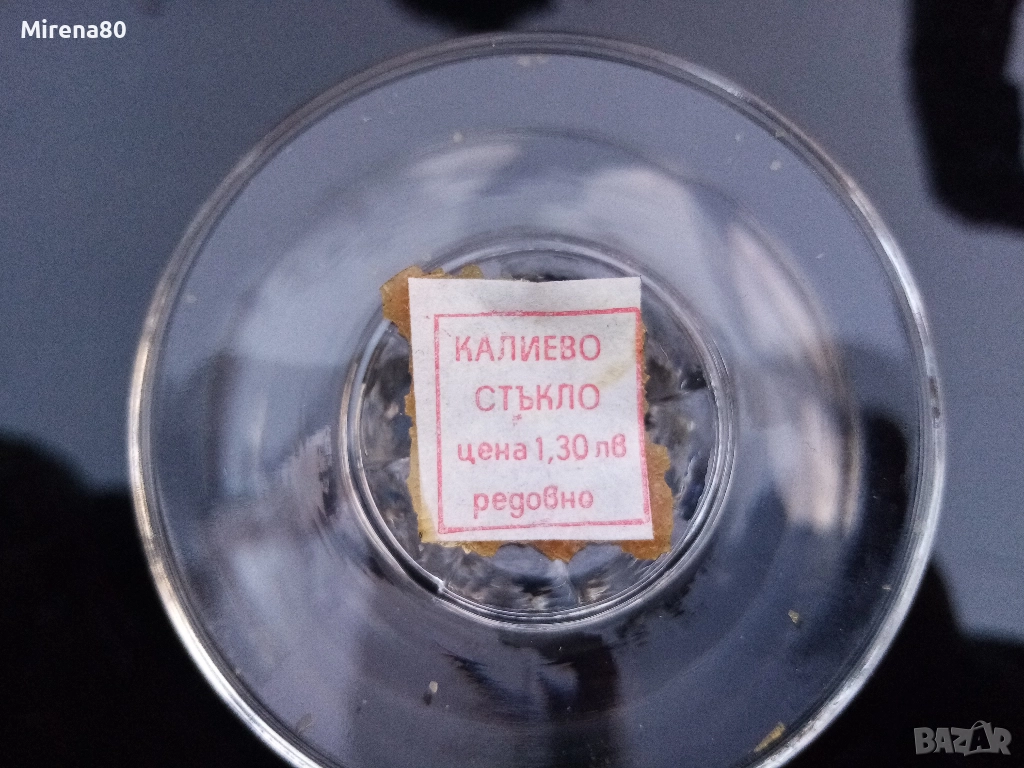 Mirena80
КАЛИЕВО
СТЪКЛО
цена 1,30 лв
редовно
BAZAR